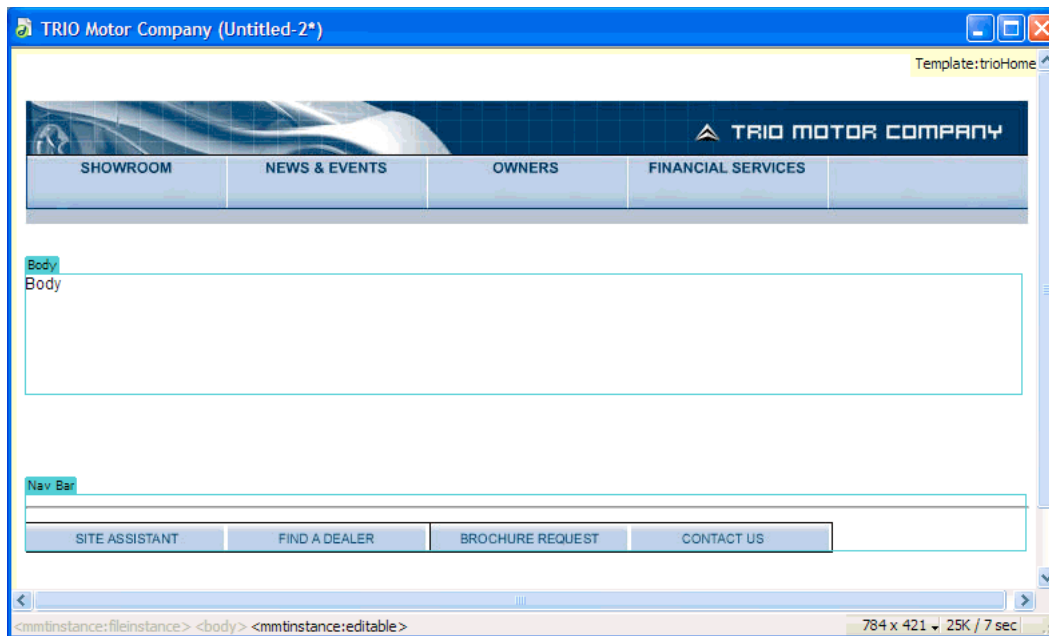 TRIO Motor Company (Untitled-2*)
Template:trioHome
TRIO MOTOR COMPANY
SHOWROOM NEWS & EVENTS OWNERS FINANCIAL SERVICES
Body
Body
Nav Bar
SITE ASSISTANT FIND A DEALER BROCHURE REQUEST CONTACT US
<mmtinstance:fileinstance> <body> <mmtinstance:editable> 784 x 421 25K / 7 sec